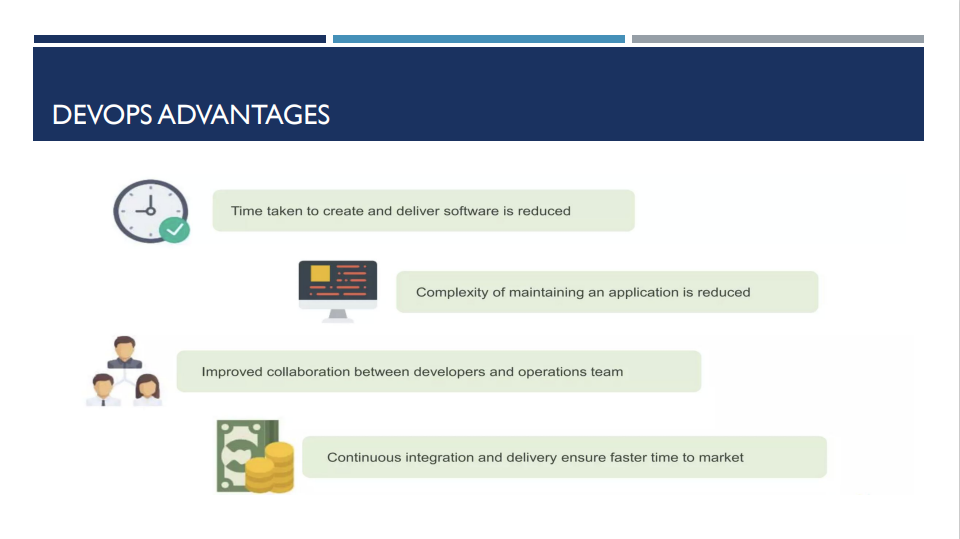 DEVOPS ADVANTAGES
Time taken to create and deliver software is reduced
Complexity of maintaining an application is reduced
Improved collaboration between developers and operations team
Continuous integration and delivery ensure faster time to market